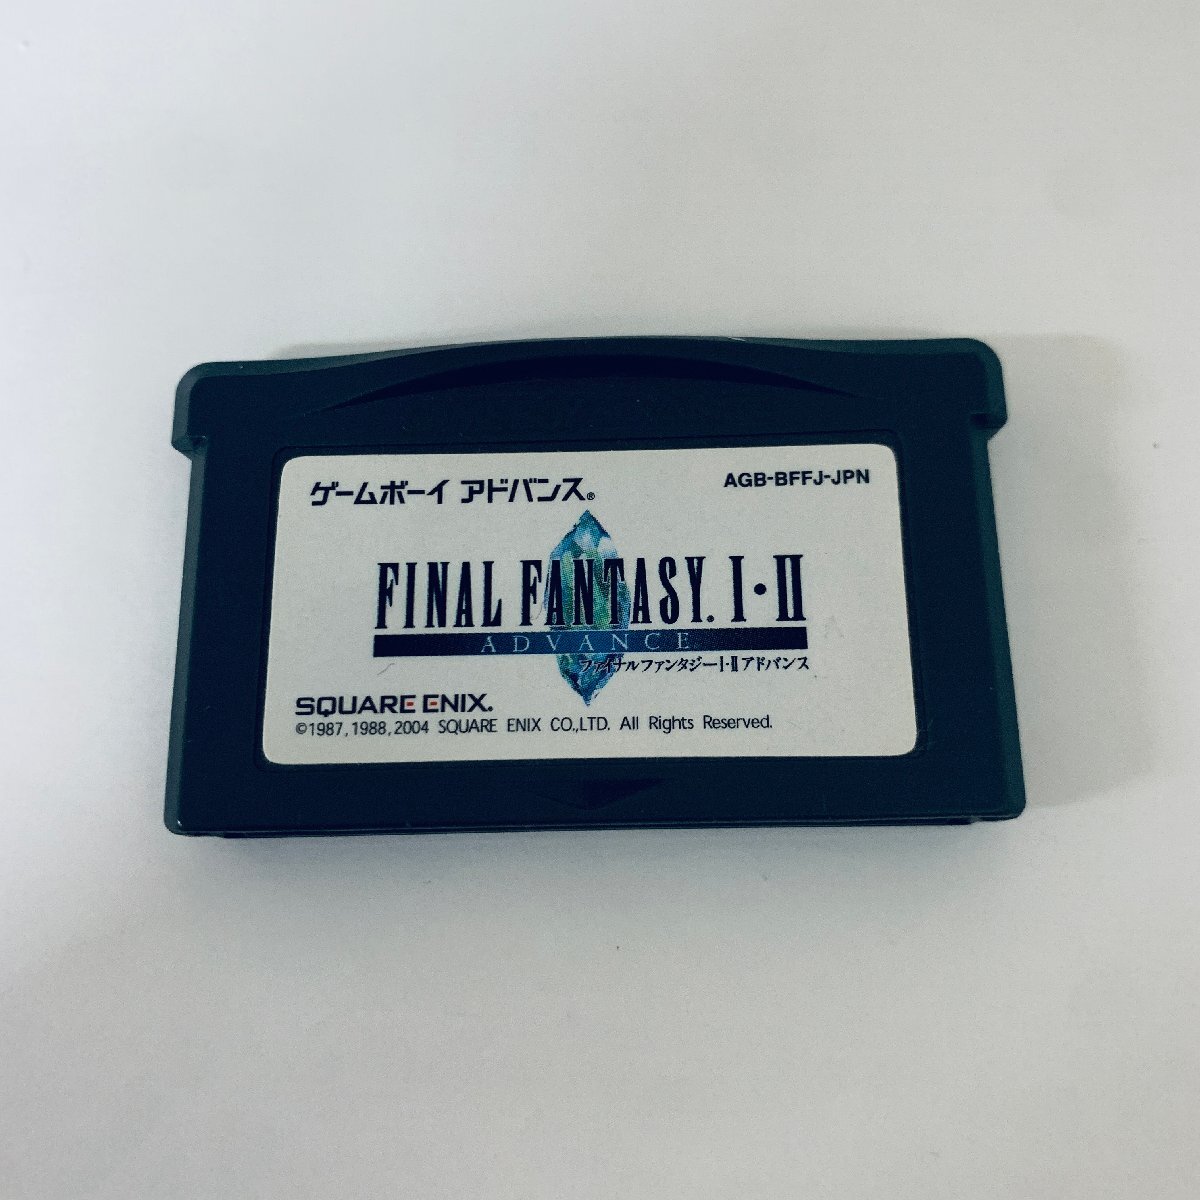 ゲームボーイ アドバンス®
AGB-BFFJ-JPN
FINAL FANTASY. I・II
ADVANCE
ファイナルファンタジーI・II アドバンス
SQUARE ENIX.
©1987,1988,2004 SQUARE ENIX CO.,LTD. All Rights Reserved.